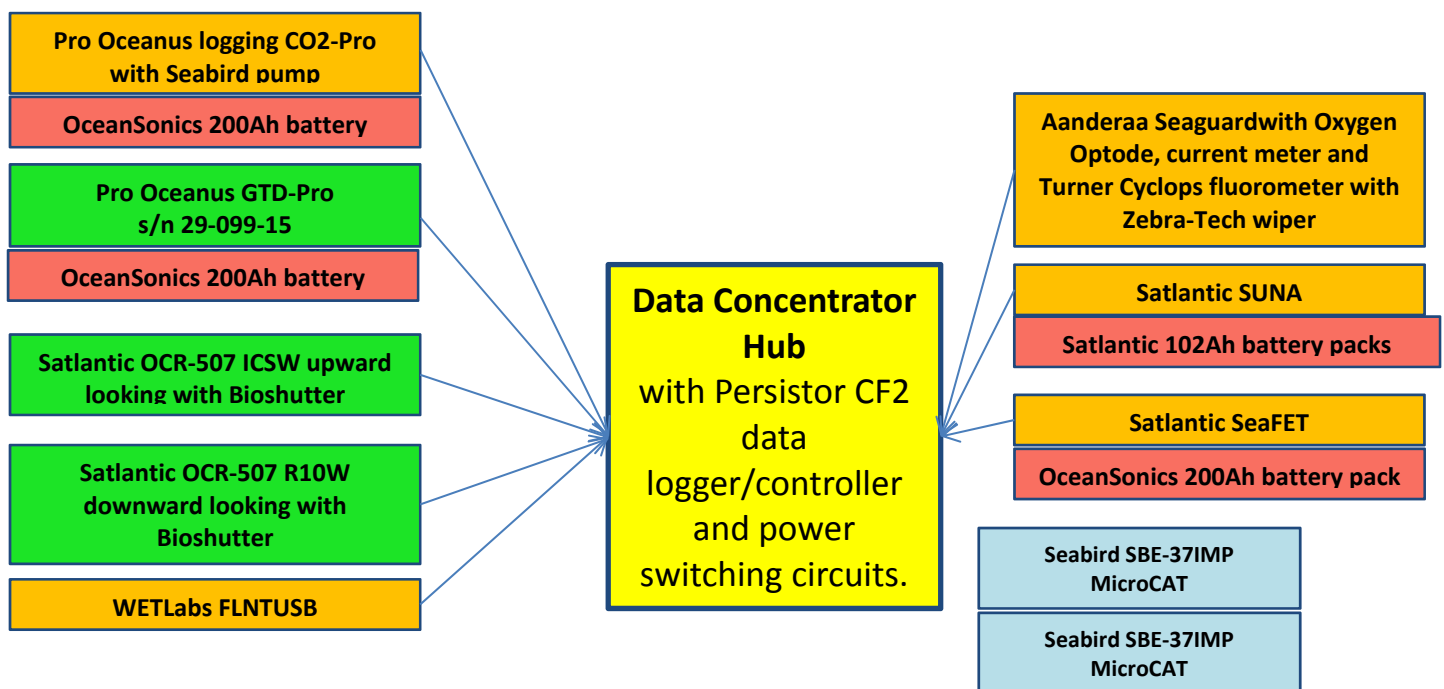 Pro Oceanus logging CO2-Pro
with Seabird pump
OceanSonics 200Ah battery
Pro Oceanus GTD-Pro
s/n 29-099-15
OceanSonics 200Ah battery
Satlantic OCR-507 ICSW upward
looking with Bioshutter
Satlantic OCR-507 R10W
downward looking with
Bioshutter
WETLabs FLNTUSB
Data Concentrator
Hub
with Persistor CF2
data
logger/controller
and power
switching circuits.
Aanderaa Seaguardwith Oxygen
Optode, current meter and
Turner Cyclops fluorometer with
Zebra-Tech wiper
Satlantic SUNA
Satlantic 102Ah battery packs
Satlantic SeaFET
OceanSonics 200Ah battery pack
Seabird SBE-37IMP
MicroCAT
Seabird SBE-37IMP
MicroCAT